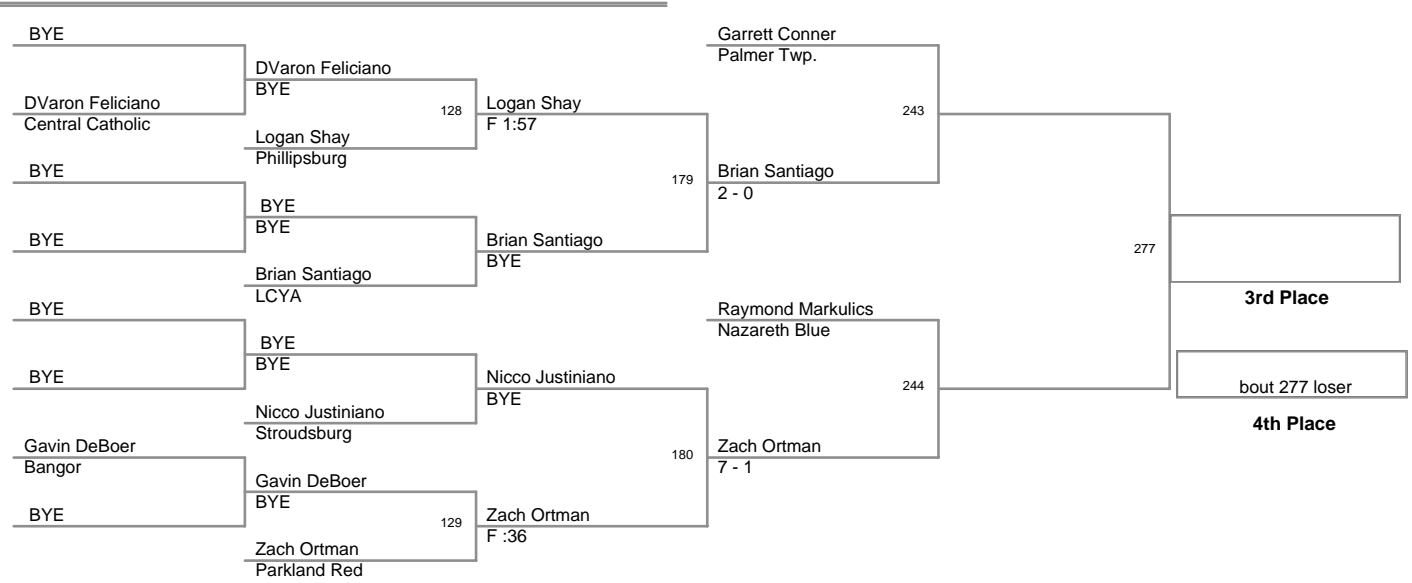 BYE
DVaron Feliciano
Central Catholic
BYE
BYE
BYE
BYE
Gavin DeBoer
Bangor
BYE
DVaron Feliciano
BYE
128
Logan Shay
Phillipsburg
BYE
BYE
Brian Santiago
LCYA
BYE
BYE
Nicco Justiniano
Stroudsburg
Gavin DeBoer
BYE
129
Zach Ortman
Parkland Red
Logan Shay
F 1:57
179
Brian Santiago
BYE
Nicco Justiniano
BYE
180
Zach Ortman
F :36
Garrett Conner
Palmer Twp.
243
Brian Santiago
2 - 0
Raymond Markulics
Nazareth Blue
244
Zach Ortman
7 - 1
277
3rd Place
bout 277 loser
4th Place